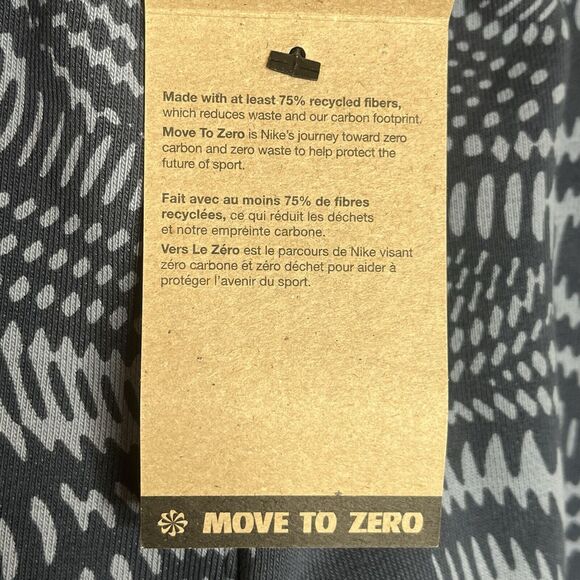 Made with at least 75% recycled fibers,
which reduces waste and our carbon footprint.
Move To Zero is Nike's journey toward zero
carbon and zero waste to help protect the
future of sport.
Fait avec au moins 75% de fibres
recyclées, ce qui réduit les déchets
et notre empreinte carbone.
Vers Le Zéro est le parcours de Nike visant
zéro carbone et zéro déchet pour aider à
protéger l'avenir du sport.
MOVE TO ZERO